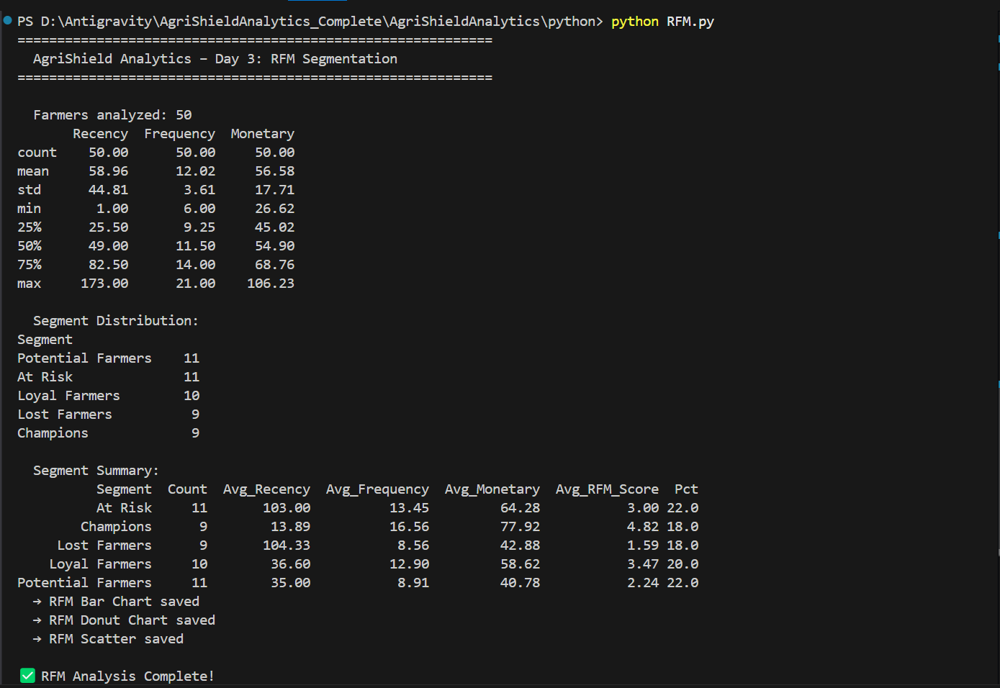 PS D:\Antigravity\AgriShieldAnalytics_Complete\AgriShieldAnalytics\python> python RFM.py
============================================================
  AgriShield Analytics – Day 3: RFM Segmentation
============================================================

  Farmers analyzed: 50
       Recency  Frequency  Monetary
count    50.00      50.00     50.00
mean     58.96      12.02     56.58
std      44.81       3.61     17.71
min       1.00       6.00     26.62
25%      25.50       9.25     45.02
50%      49.00      11.50     54.90
75%      82.50      14.00     68.76
max     173.00      21.00    106.23

  Segment Distribution:
Segment
Potential Farmers    11
At Risk              11
Loyal Farmers        10
Lost Farmers          9
Champions             9

  Segment Summary:
          Segment  Count  Avg_Recency  Avg_Frequency  Avg_Monetary  Avg_RFM_Score  Pct
          At Risk     11       103.00          13.45         64.28           3.00 22.0
        Champions      9        13.89          16.56         77.92           4.82 18.0
     Lost Farmers      9       104.33           8.56         42.88           1.59 18.0
    Loyal Farmers     10        36.60          12.90         58.62           3.47 20.0
Potential Farmers     11        35.00           8.91         40.78           2.24 22.0
  → RFM Bar Chart saved
  → RFM Donut Chart saved
  → RFM Scatter saved

✅ RFM Analysis Complete!